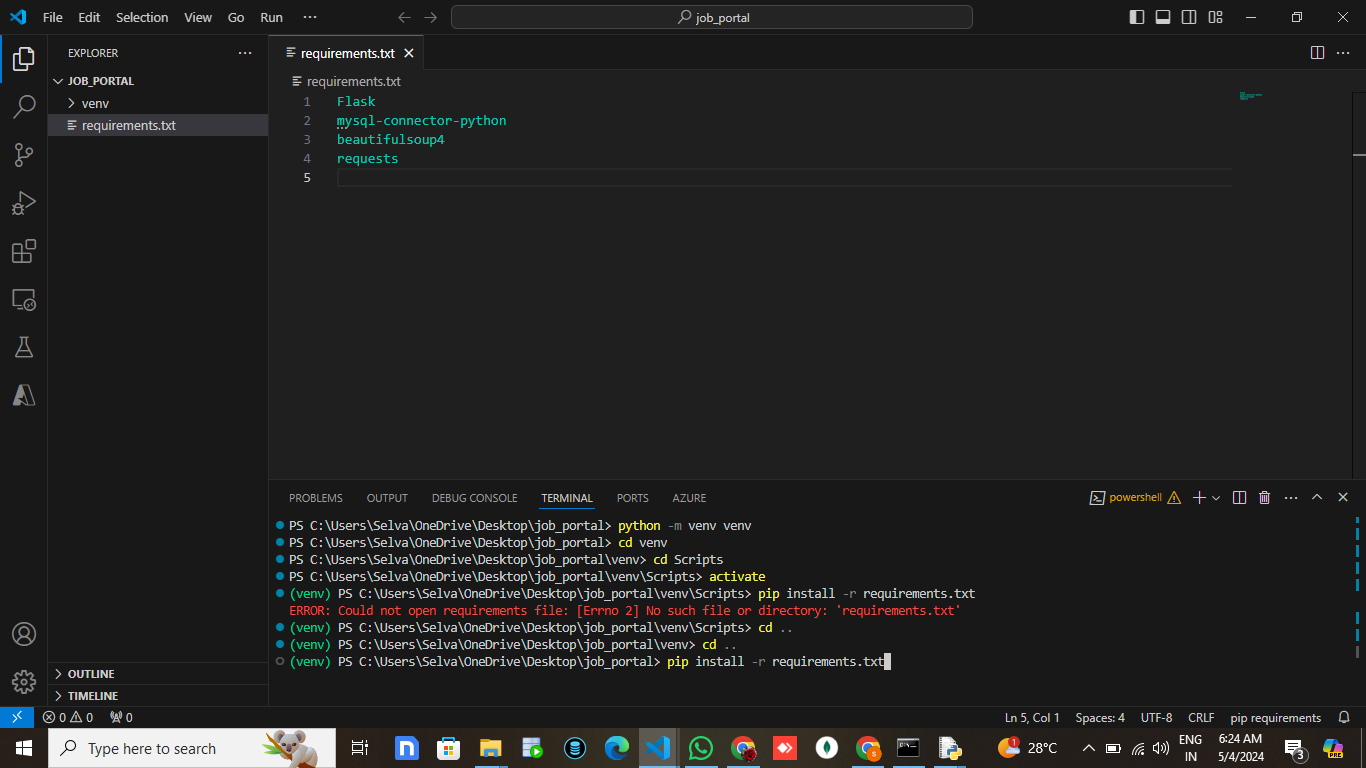 File Edit Selection View Go Run ··· job_portal
EXPLORER ···
JOB_PORTAL
venv
requirements.txt
requirements.txt
requirements.txt
1 Flask
2 mysql-connector-python
3 beautifulsoup4
4 requests
5
PROBLEMS OUTPUT DEBUG CONSOLE TERMINAL PORTS AZURE powershell
PS C:\Users\Selva\OneDrive\Desktop\job_portal> python -m venv venv
PS C:\Users\Selva\OneDrive\Desktop\job_portal> cd venv
PS C:\Users\Selva\OneDrive\Desktop\job_portal\venv> cd Scripts
PS C:\Users\Selva\OneDrive\Desktop\job_portal\venv\Scripts> activate
(venv) PS C:\Users\Selva\OneDrive\Desktop\job_portal\venv\Scripts> pip install -r requirements.txt
ERROR: Could not open requirements file: [Errno 2] No such file or directory: 'requirements.txt'
(venv) PS C:\Users\Selva\OneDrive\Desktop\job_portal\venv\Scripts> cd ..
(venv) PS C:\Users\Selva\OneDrive\Desktop\job_portal\venv> cd ..
(venv) PS C:\Users\Selva\OneDrive\Desktop\job_portal> pip install -r requirements.txt
OUTLINE
TIMELINE
0 0 0 Ln 5, Col 1 Spaces: 4 UTF-8 CRLF pip requirements
Type here to search 1 28°C ENG IN 6:24 AM 5/4/2024 3 PRE